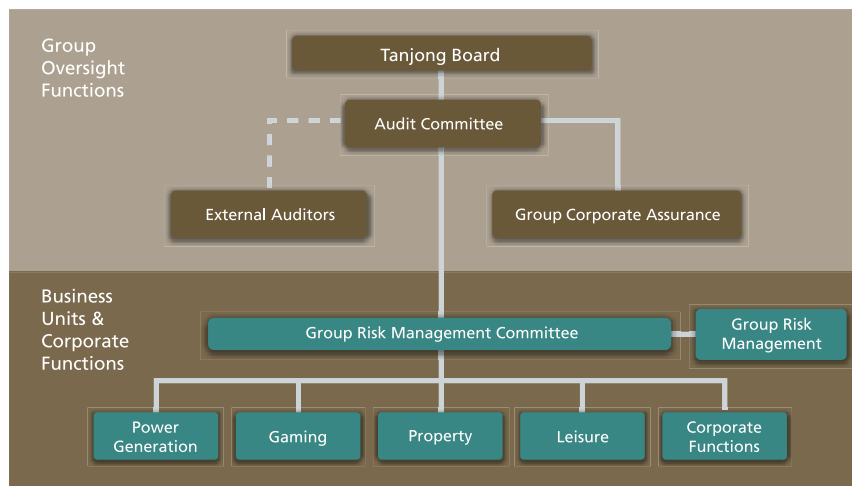 Group
Oversight
Functions
Tanjong Board
Audit Committee
External Auditors
Group Corporate Assurance
Business
Units &
Corporate
Functions
Group Risk Management Committee
Group Risk
Management
Power
Generation
Gaming
Property
Leisure
Corporate
Functions